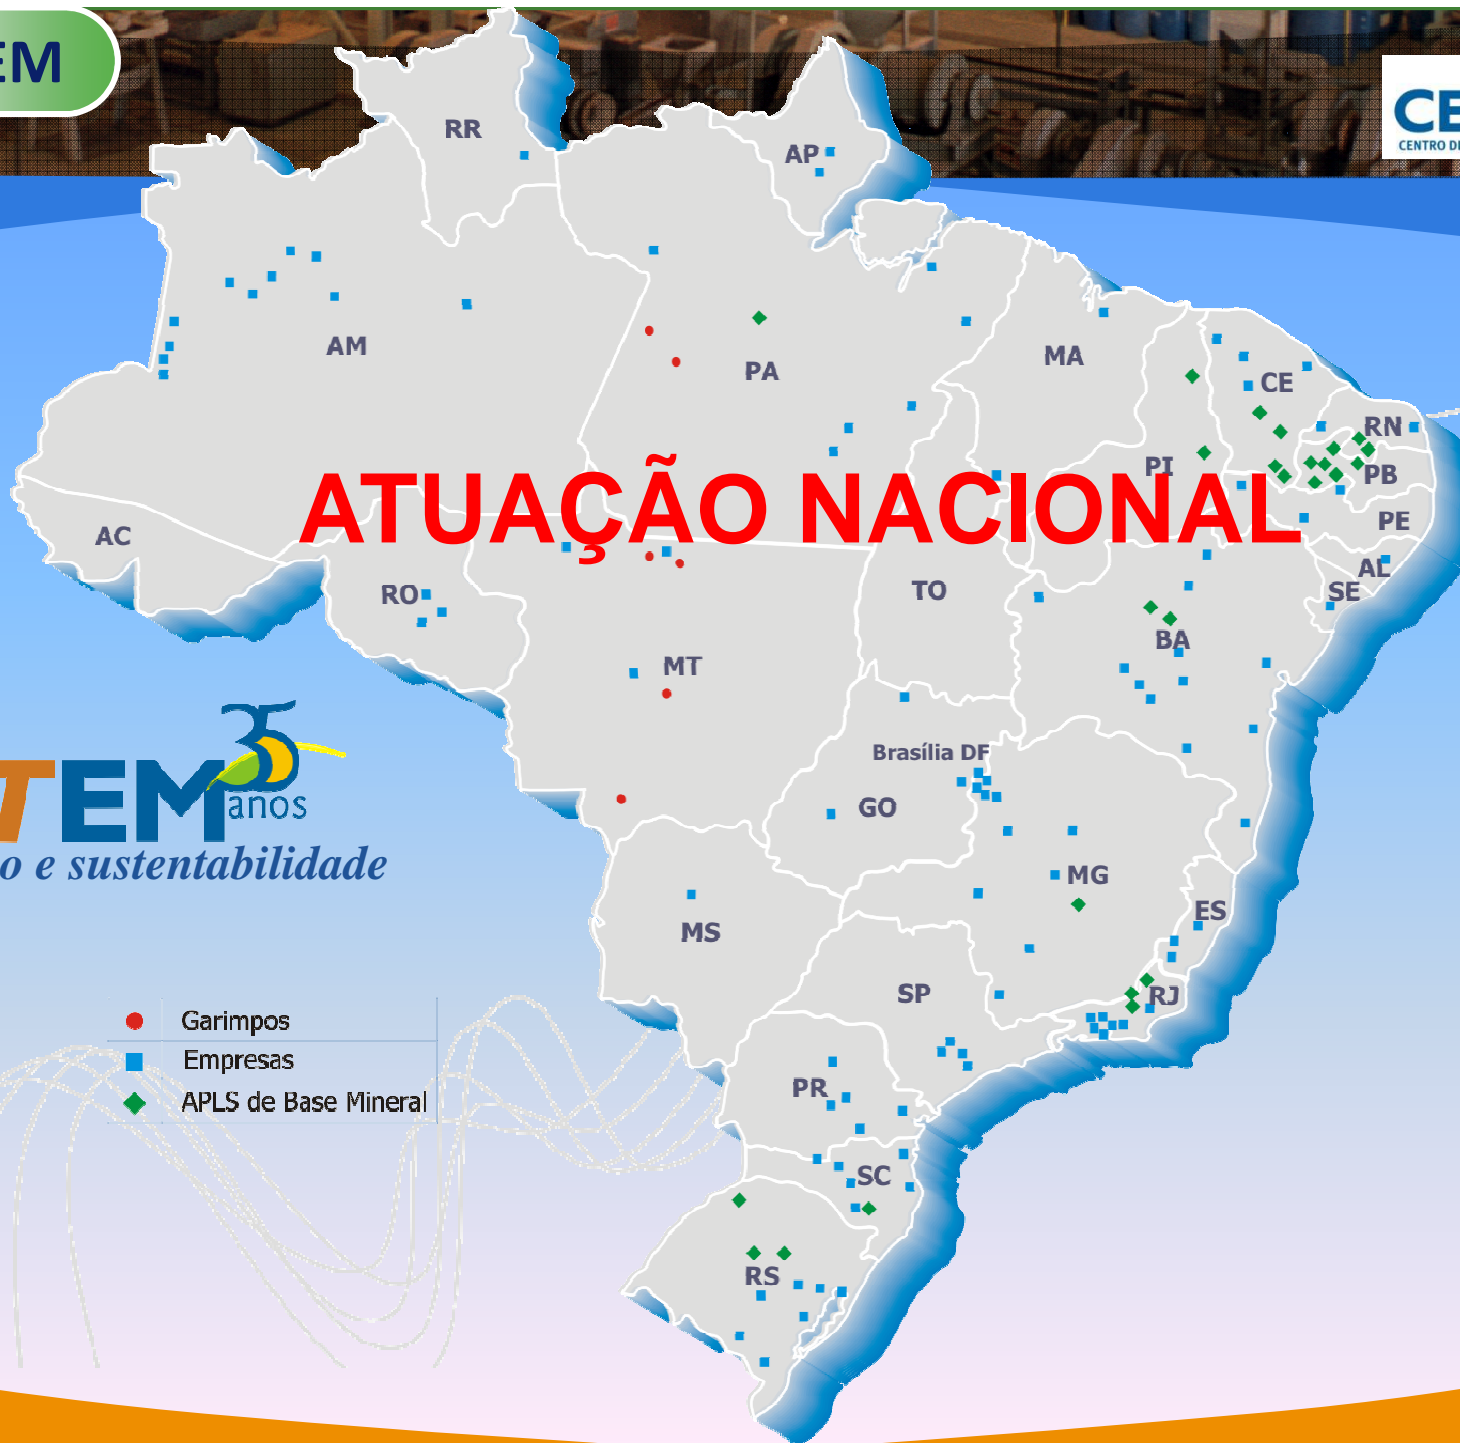 EM
CE
CENTRO DE
RR
AP
AM
PA
MA
CE
RN
PI
PB
ATUAÇÃO NACIONAL
PE
AC
AL
RO
TO
SE
BA
MT
Brasília DF
35
TEM
anos
GO
o e sustentabilidade
MG
ES
MS
SP
RJ
Garimpos
Empresas
APLS de Base Mineral
PR
SC
RS